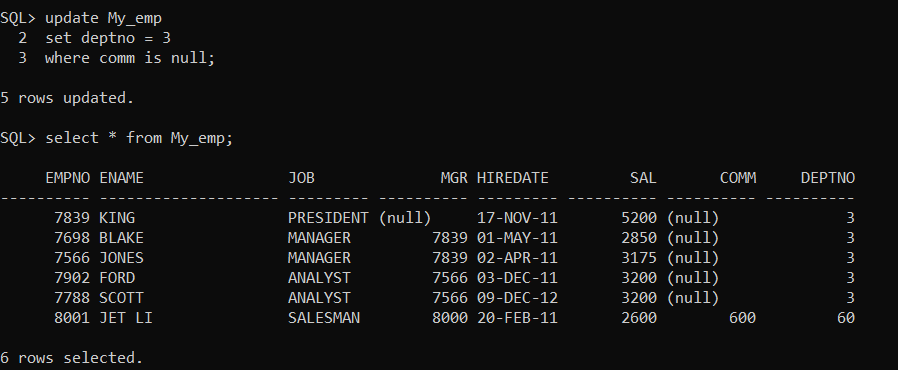 SQL> update My_emp
  2  set deptno = 3
  3  where comm is null;
5 rows updated.
SQL> select * from My_emp;
     EMPNO ENAME                JOB              MGR HIREDATE         SAL       COMM     DEPTNO
---------- -------------------- --------- ---------- --------- ---------- ---------- ----------
      7839 KING                 PRESIDENT (null)     17-NOV-11       5200 (null)              3
      7698 BLAKE                MANAGER         7839 01-MAY-11       2850 (null)              3
      7566 JONES                MANAGER         7839 02-APR-11       3175 (null)              3
      7902 FORD                 ANALYST         7566 03-DEC-11       3200 (null)              3
      7788 SCOTT                ANALYST         7566 09-DEC-12       3200 (null)              3
      8001 JET LI               SALESMAN        8000 20-FEB-11       2600        600         60
6 rows selected.